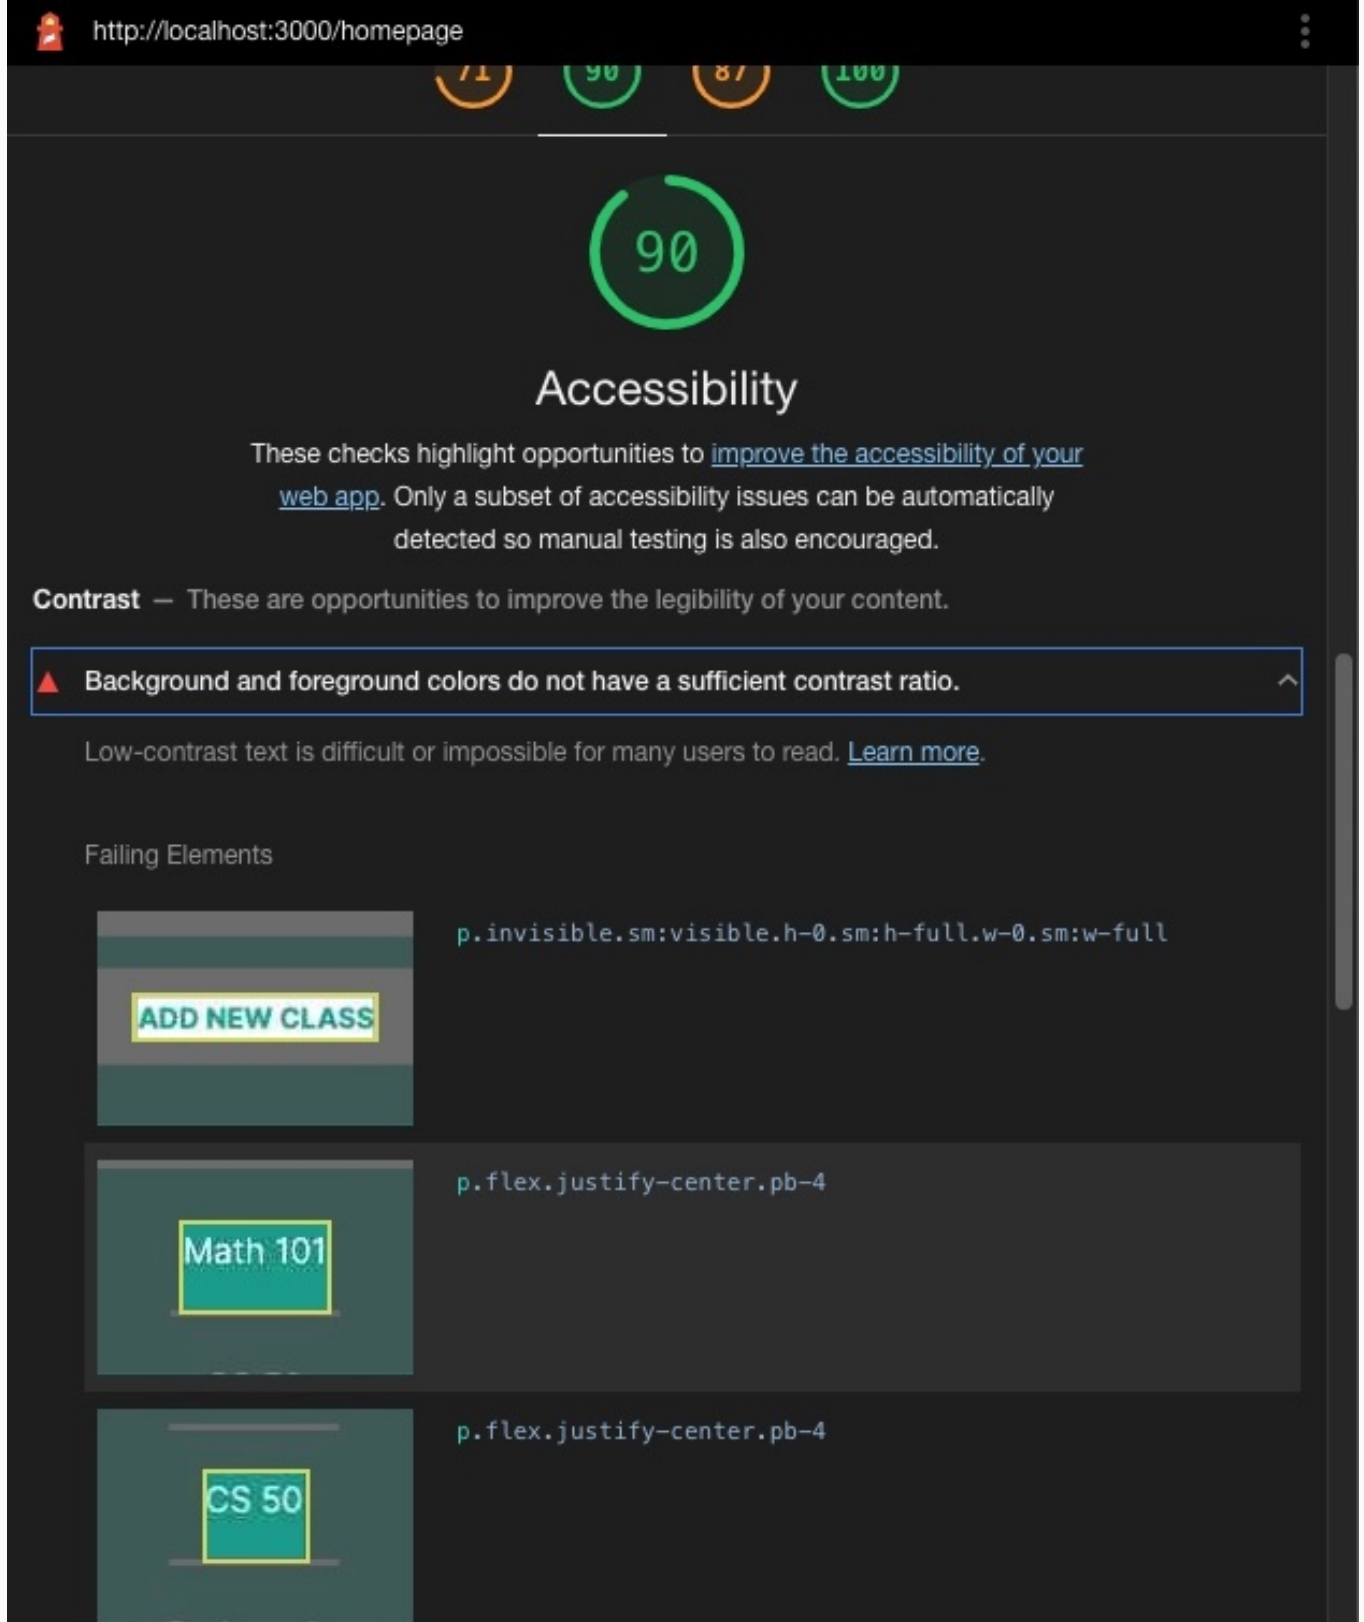 http://localhost:3000/homepage
71 90 87 100
90
Accessibility
These checks highlight opportunities to improve the accessibility of your
web app. Only a subset of accessibility issues can be automatically
detected so manual testing is also encouraged.
Contrast — These are opportunities to improve the legibility of your content.
Background and foreground colors do not have a sufficient contrast ratio.
Low-contrast text is difficult or impossible for many users to read. Learn more.
Failing Elements
p.invisible.sm:visible.h-0.sm:h-full.w-0.sm:w-full
ADD NEW CLASS
p.flex.justify-center.pb-4
Math 101
p.flex.justify-center.pb-4
CS 50